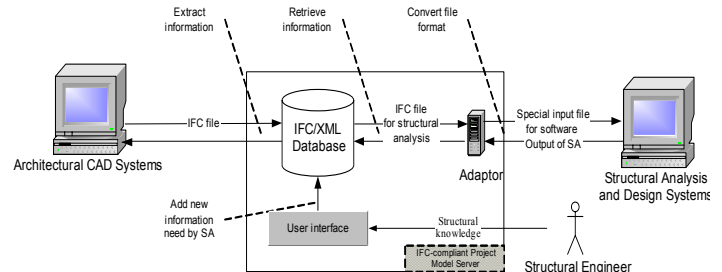 Extract
information
Retrieve
information
Convert file
format
IFC file
IFC/XML
Database
IFC file
for structural
analysis
Special input file
for software
Output of SA
Architectural CAD Systems
Adaptor
Structural Analysis
and Design Systems
Add new
information
need by SA
User interface
Structural
knowledge
IFC-compliant Project
Model Server
Structural Engineer